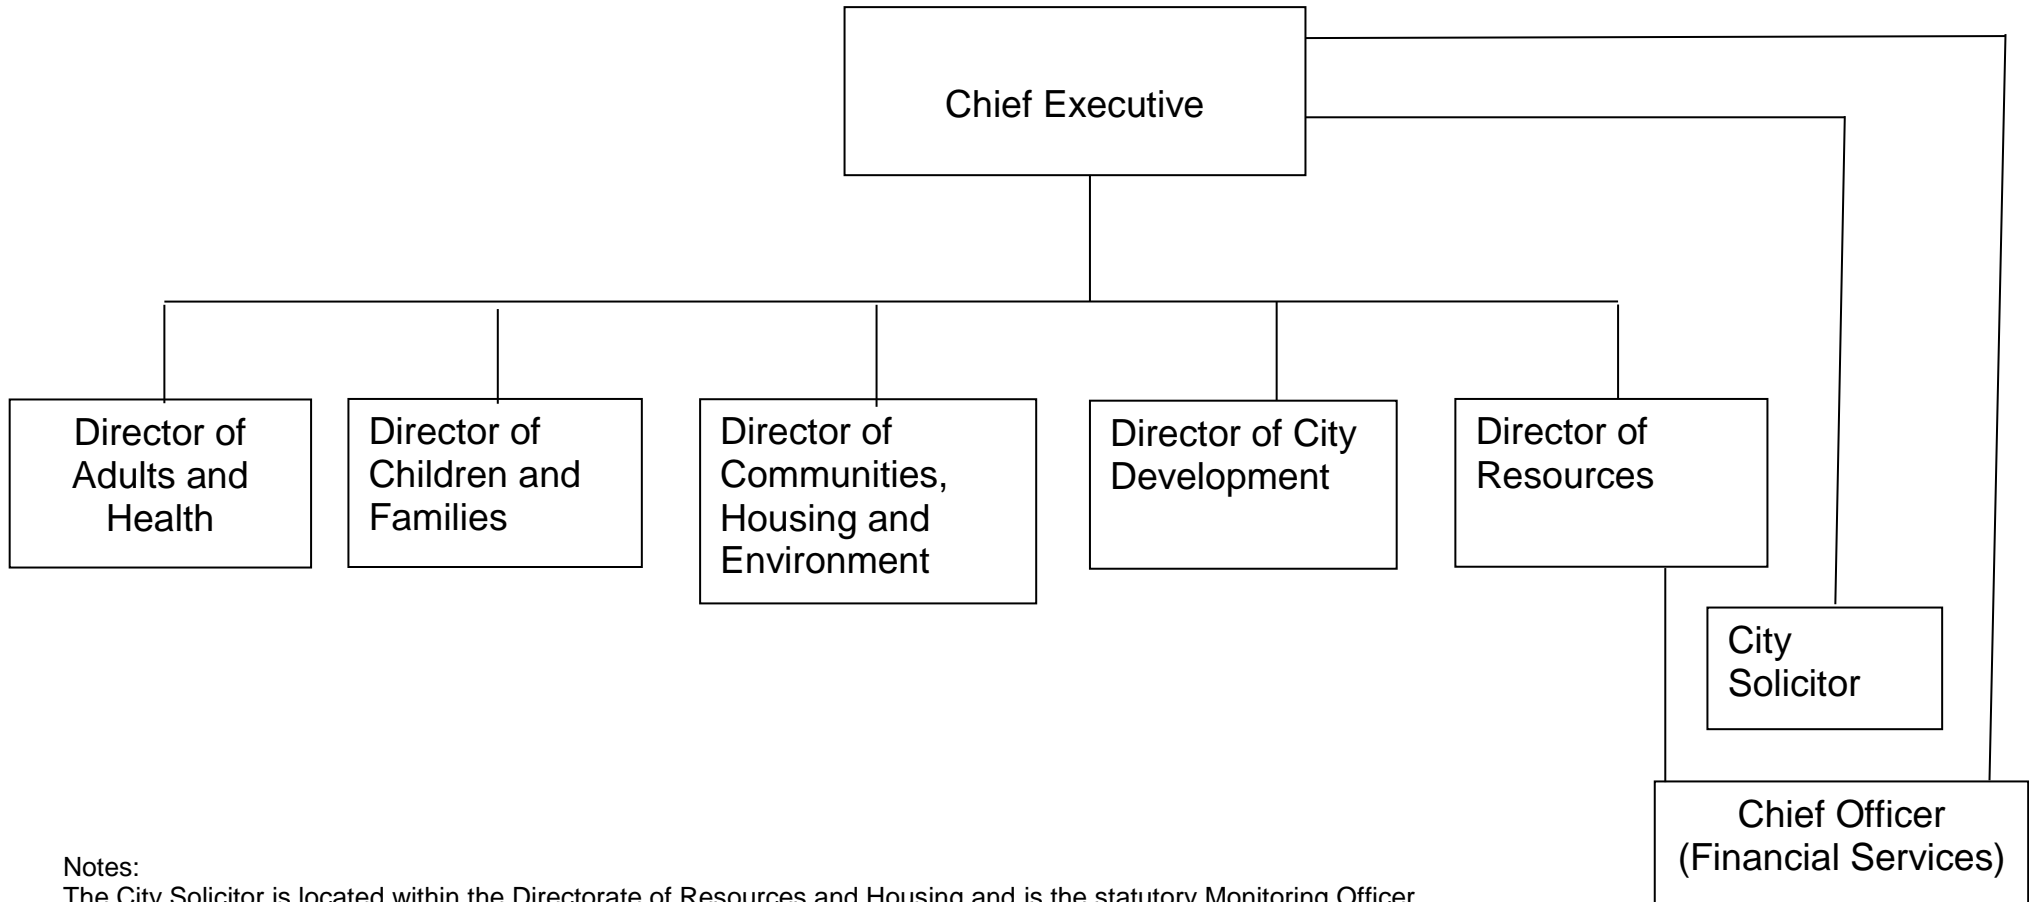 Chief Executive
Director of
Adults and
Health
Director of
Children and
Families
Director of
Communities,
Housing and
Environment
Director of City
Development
Director of
Resources
City
Solicitor
Chief Officer
(Financial Services)
Notes:
The City Solicitor is located within the Directorate of Resources and Housing and is the statutory Monitoring Officer